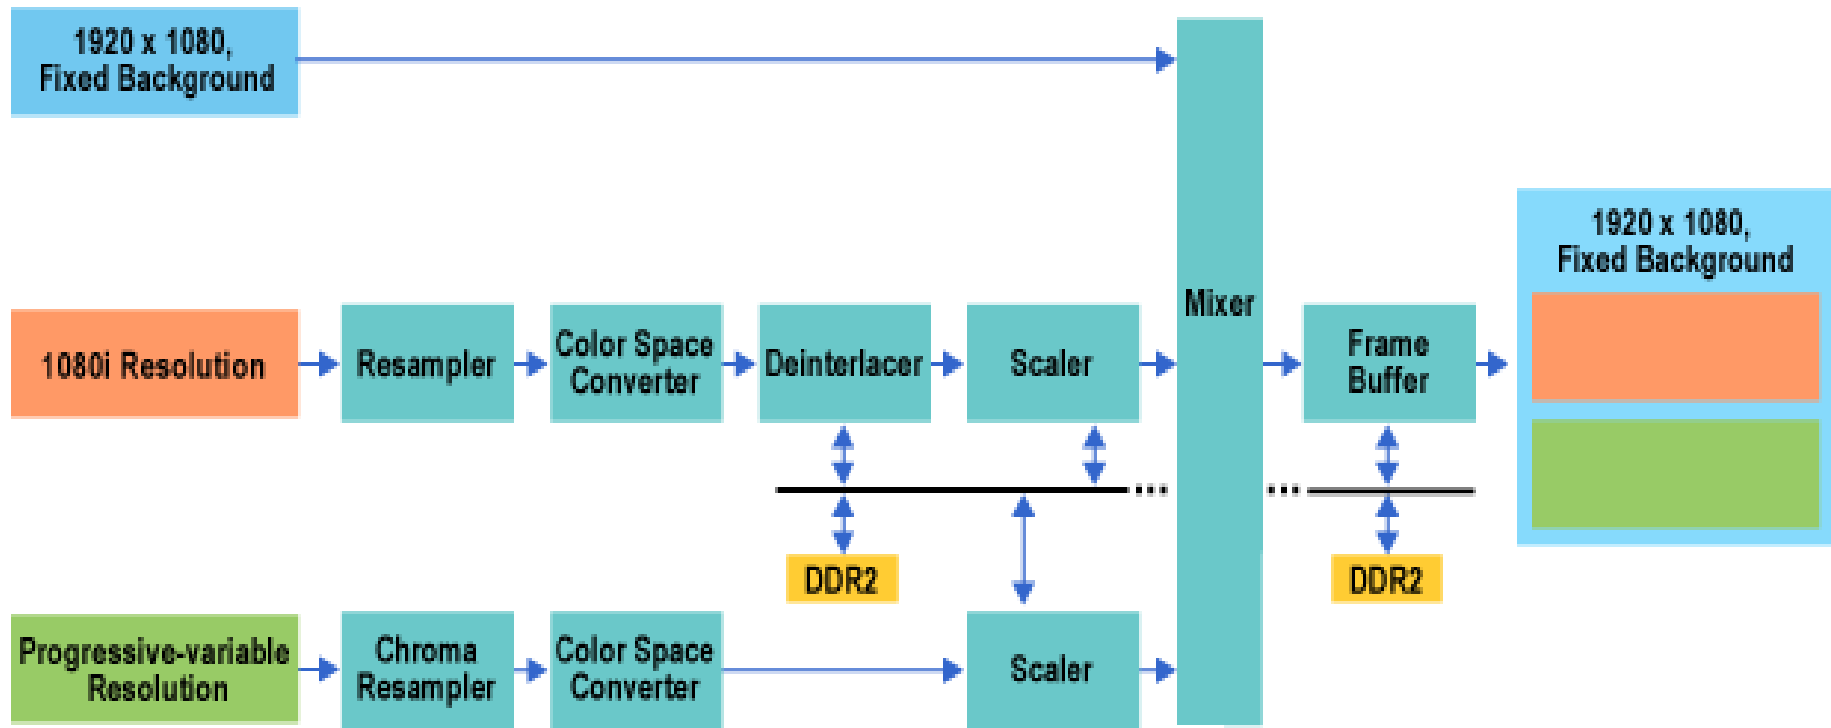 1920 x 1080,
Fixed Background
1920 x 1080,
Fixed Background
Mixer
1080i Resolution
Resampler
Color Space
Converter
Deinterlacer
Scaler
Frame
Buffer
DDR2
DDR2
Progressive-variable
Resolution
Chroma
Resampler
Color Space
Converter
Scaler